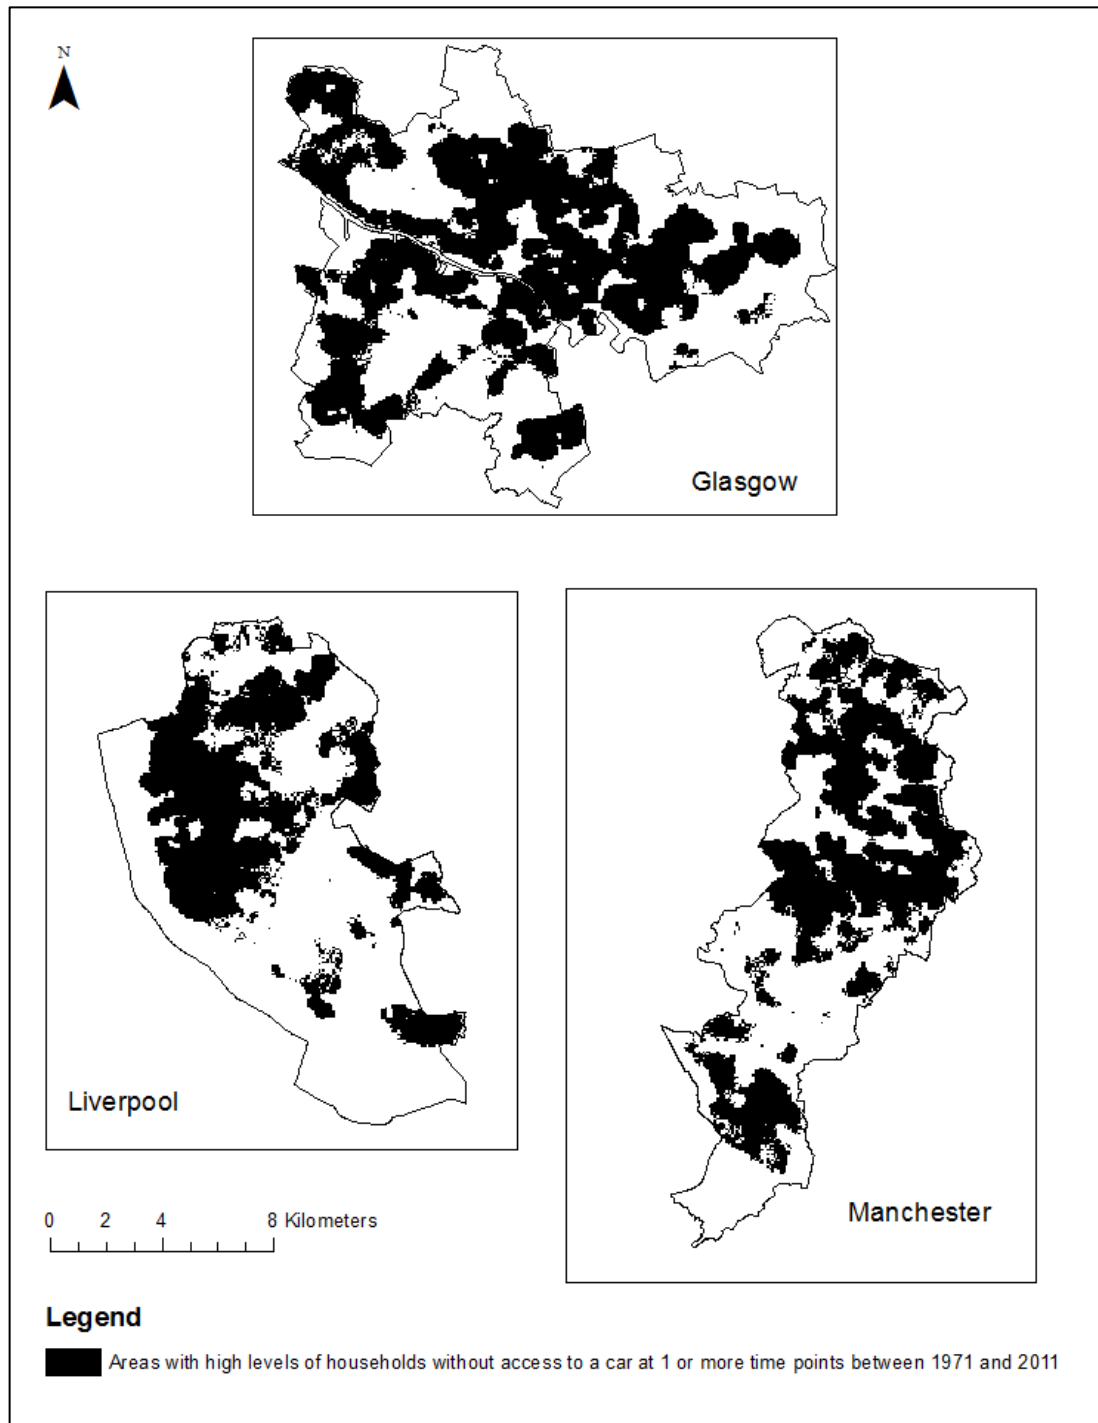 N
Glasgow
Liverpool
Manchester
0 2 4 8 Kilometers
Legend
Areas with high levels of households without access to a car at 1 or more time points between 1971 and 2011